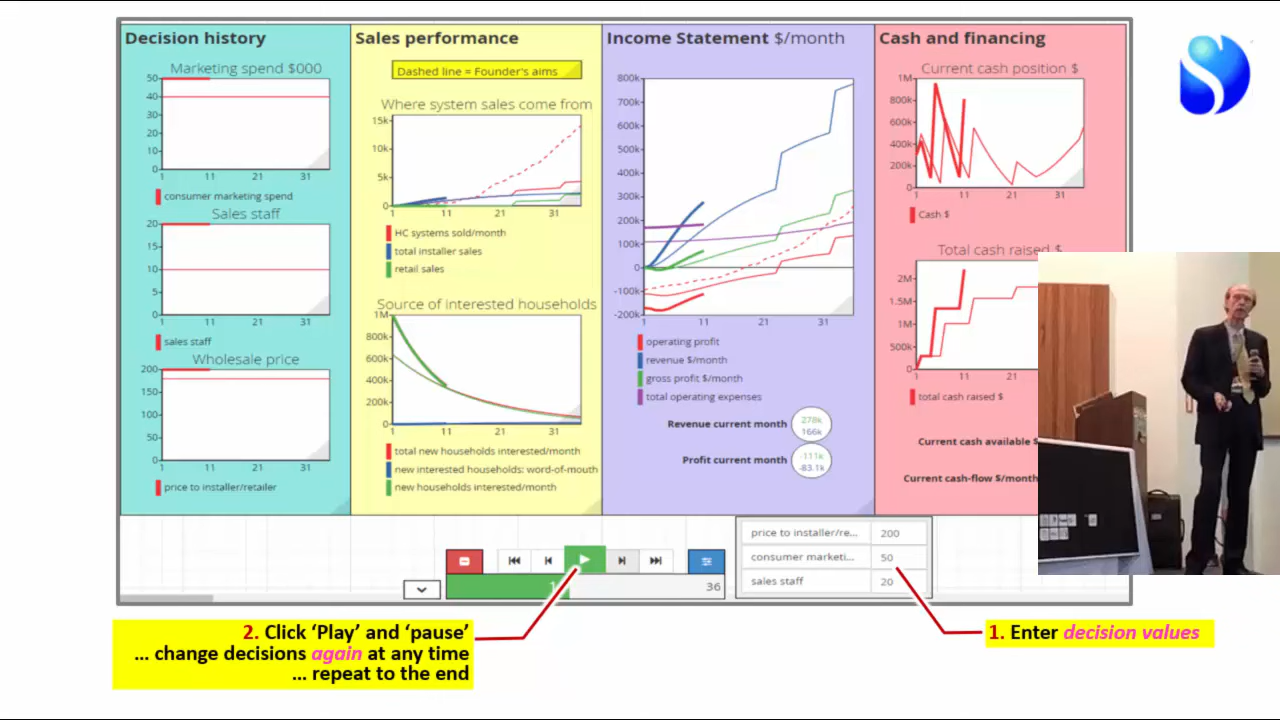 Decision history
Marketing spend $000
50
40
30
20
10
0
1
11
21
31
consumer marketing spend
Sales staff
20
15
10
5
0
1
11
21
31
sales staff
Wholesale price
200
150
100
50
0
1
11
21
31
price to installer/retailer
Sales performance
Dashed line = Founder's aims
Where system sales come from
15k
10k
5k
0
1
11
21
31
HC systems sold/month
total installer sales
retail sales
Source of interested households
1M
800k
600k
400k
200k
0
1
11
21
31
total new households interested/month
new interested households: word-of-mouth
new households interested/month
Income Statement $/month
800k
700k
600k
500k
400k
300k
200k
100k
0
-100k
-200k
1
11
21
31
operating profit
revenue $/month
gross profit $/month
total operating expenses
Revenue current month
278k
166k
Profit current month
-111k
-83.1k
Cash and financing
Current cash position $
1M
800k
600k
400k
200k
0
1
11
21
31
Cash $
Total cash raised $
2M
1.5M
1M
500k
0
1
11
21
total cash raised $
Current cash available $
Current cash-flow $/month
36
price to installer/re... 200
consumer marketi... 50
sales staff 20
2. Click ‘Play’ and ‘pause’
... change decisions again at any time
... repeat to the end
1. Enter decision values